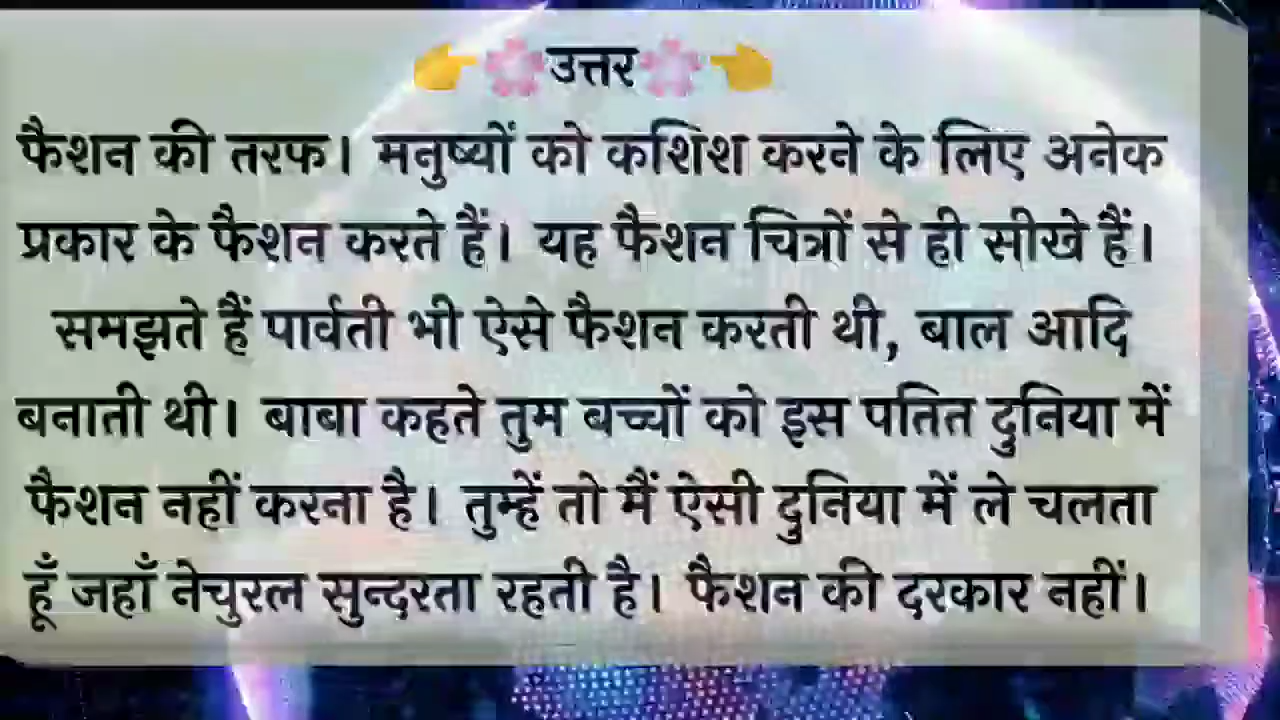 👉🌸उत्तर🌸👈
फैशन की तरफ। मनुष्यों को कशिश करने के लिए अनेक
प्रकार के फैशन करते हैं। यह फैशन चित्रों से ही सीखे हैं।
समझते हैं पार्वती भी ऐसे फैशन करती थी, बाल आदि
बनाती थी। बाबा कहते तुम बच्चों को इस पतित दुनिया में
फैशन नहीं करना है। तुम्हें तो मैं ऐसी दुनिया में ले चलता
हूँ जहाँ नेचुरल सुन्दरता रहती है। फैशन की दरकार नहीं।